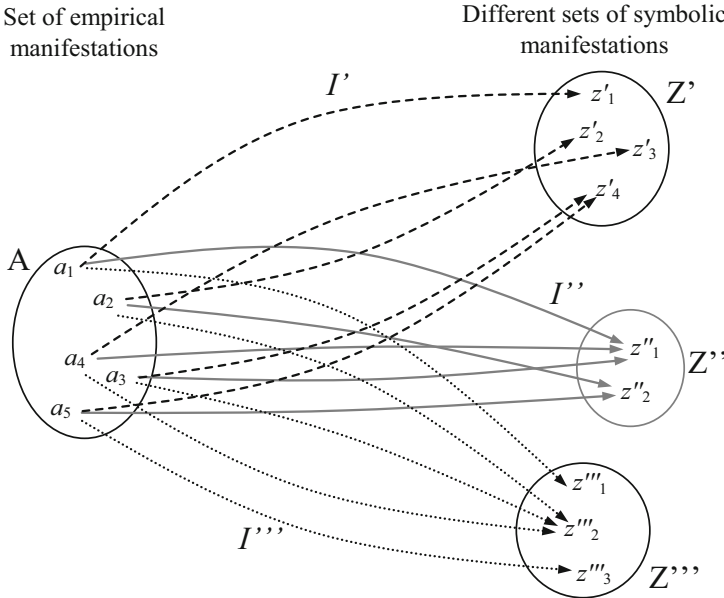 Set of empirical
manifestations
Different sets of symbolic
manifestations
I'
Z'
z'1
z'2
z'3
z'4
A
a1
a2
a4
a3
a5
I''
z''1
Z''
z''2
z'''1
z'''2
I'''
z'''3
Z'''